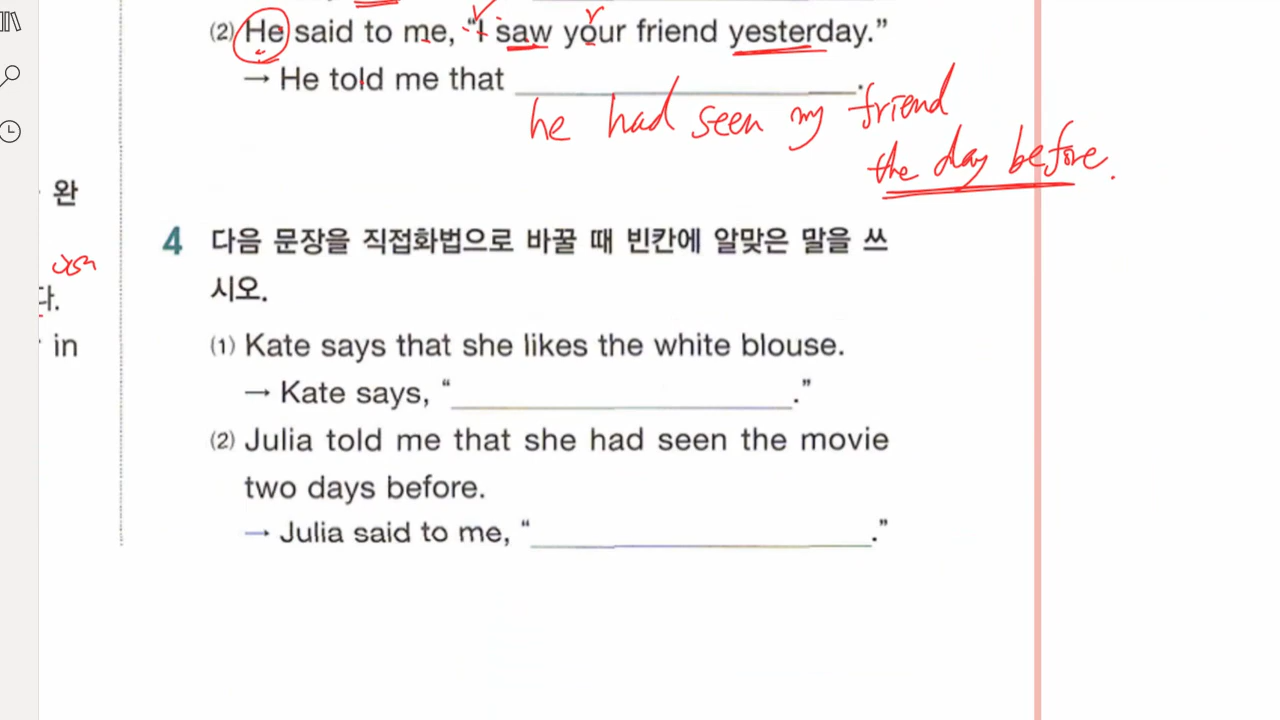 (2) He said to me, “I saw your friend yesterday.”
→ He told me that ____________.
he had seen my friend
the day before.
완
다.
in
4 다음 문장을 직접화법으로 바꿀 때 빈칸에 알맞은 말을 쓰
시오.
(1) Kate says that she likes the white blouse.
→ Kate says, “____________.”
(2) Julia told me that she had seen the movie
two days before.
→ Julia said to me, “____________.”